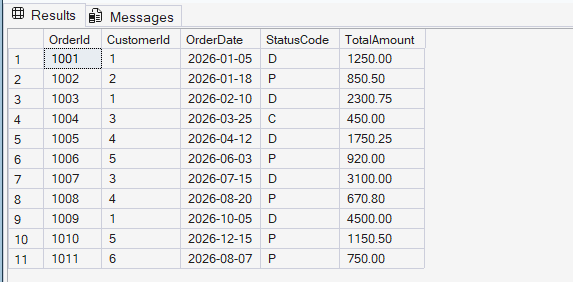 Results Messages
OrderId CustomerId OrderDate StatusCode TotalAmount
1 1001 1 2026-01-05 D 1250.00
2 1002 2 2026-01-18 P 850.50
3 1003 1 2026-02-10 D 2300.75
4 1004 3 2026-03-25 C 450.00
5 1005 4 2026-04-12 D 1750.25
6 1006 5 2026-06-03 P 920.00
7 1007 3 2026-07-15 D 3100.00
8 1008 4 2026-08-20 P 670.80
9 1009 1 2026-10-05 D 4500.00
10 1010 5 2026-12-15 P 1150.50
11 1011 6 2026-08-07 P 750.00